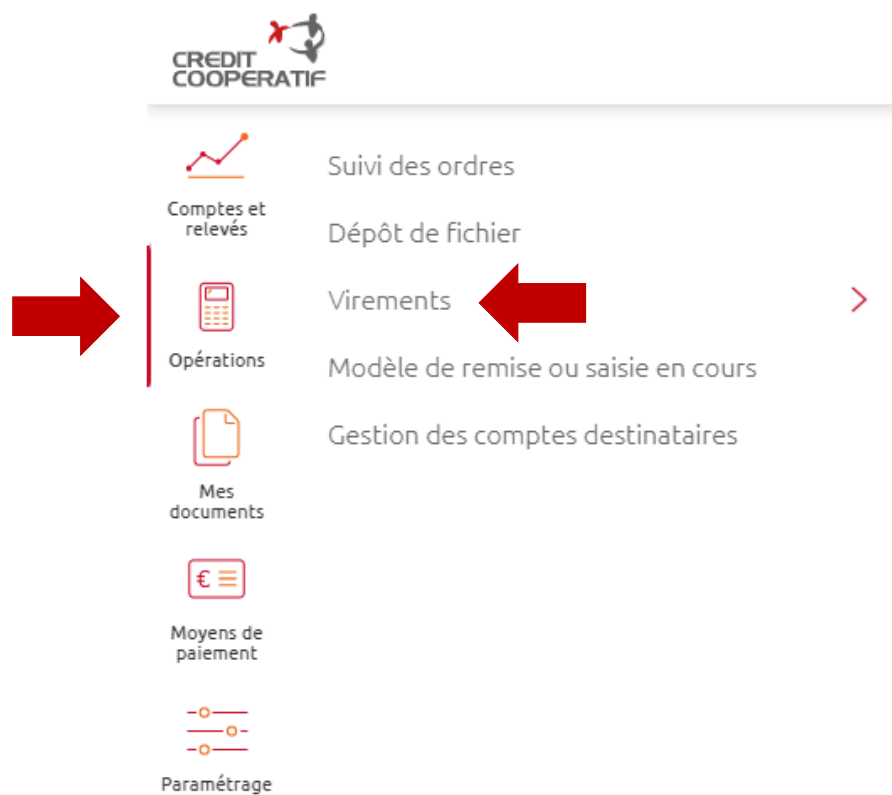 CREDIT
COOPERATIF
Comptes et
relevés
Opérations
Mes
documents
€
Moyens de
paiement
Paramétrage
Suivi des ordres
Dépôt de fichier
Virements
Modèle de remise ou saisie en cours
Gestion des comptes destinataires